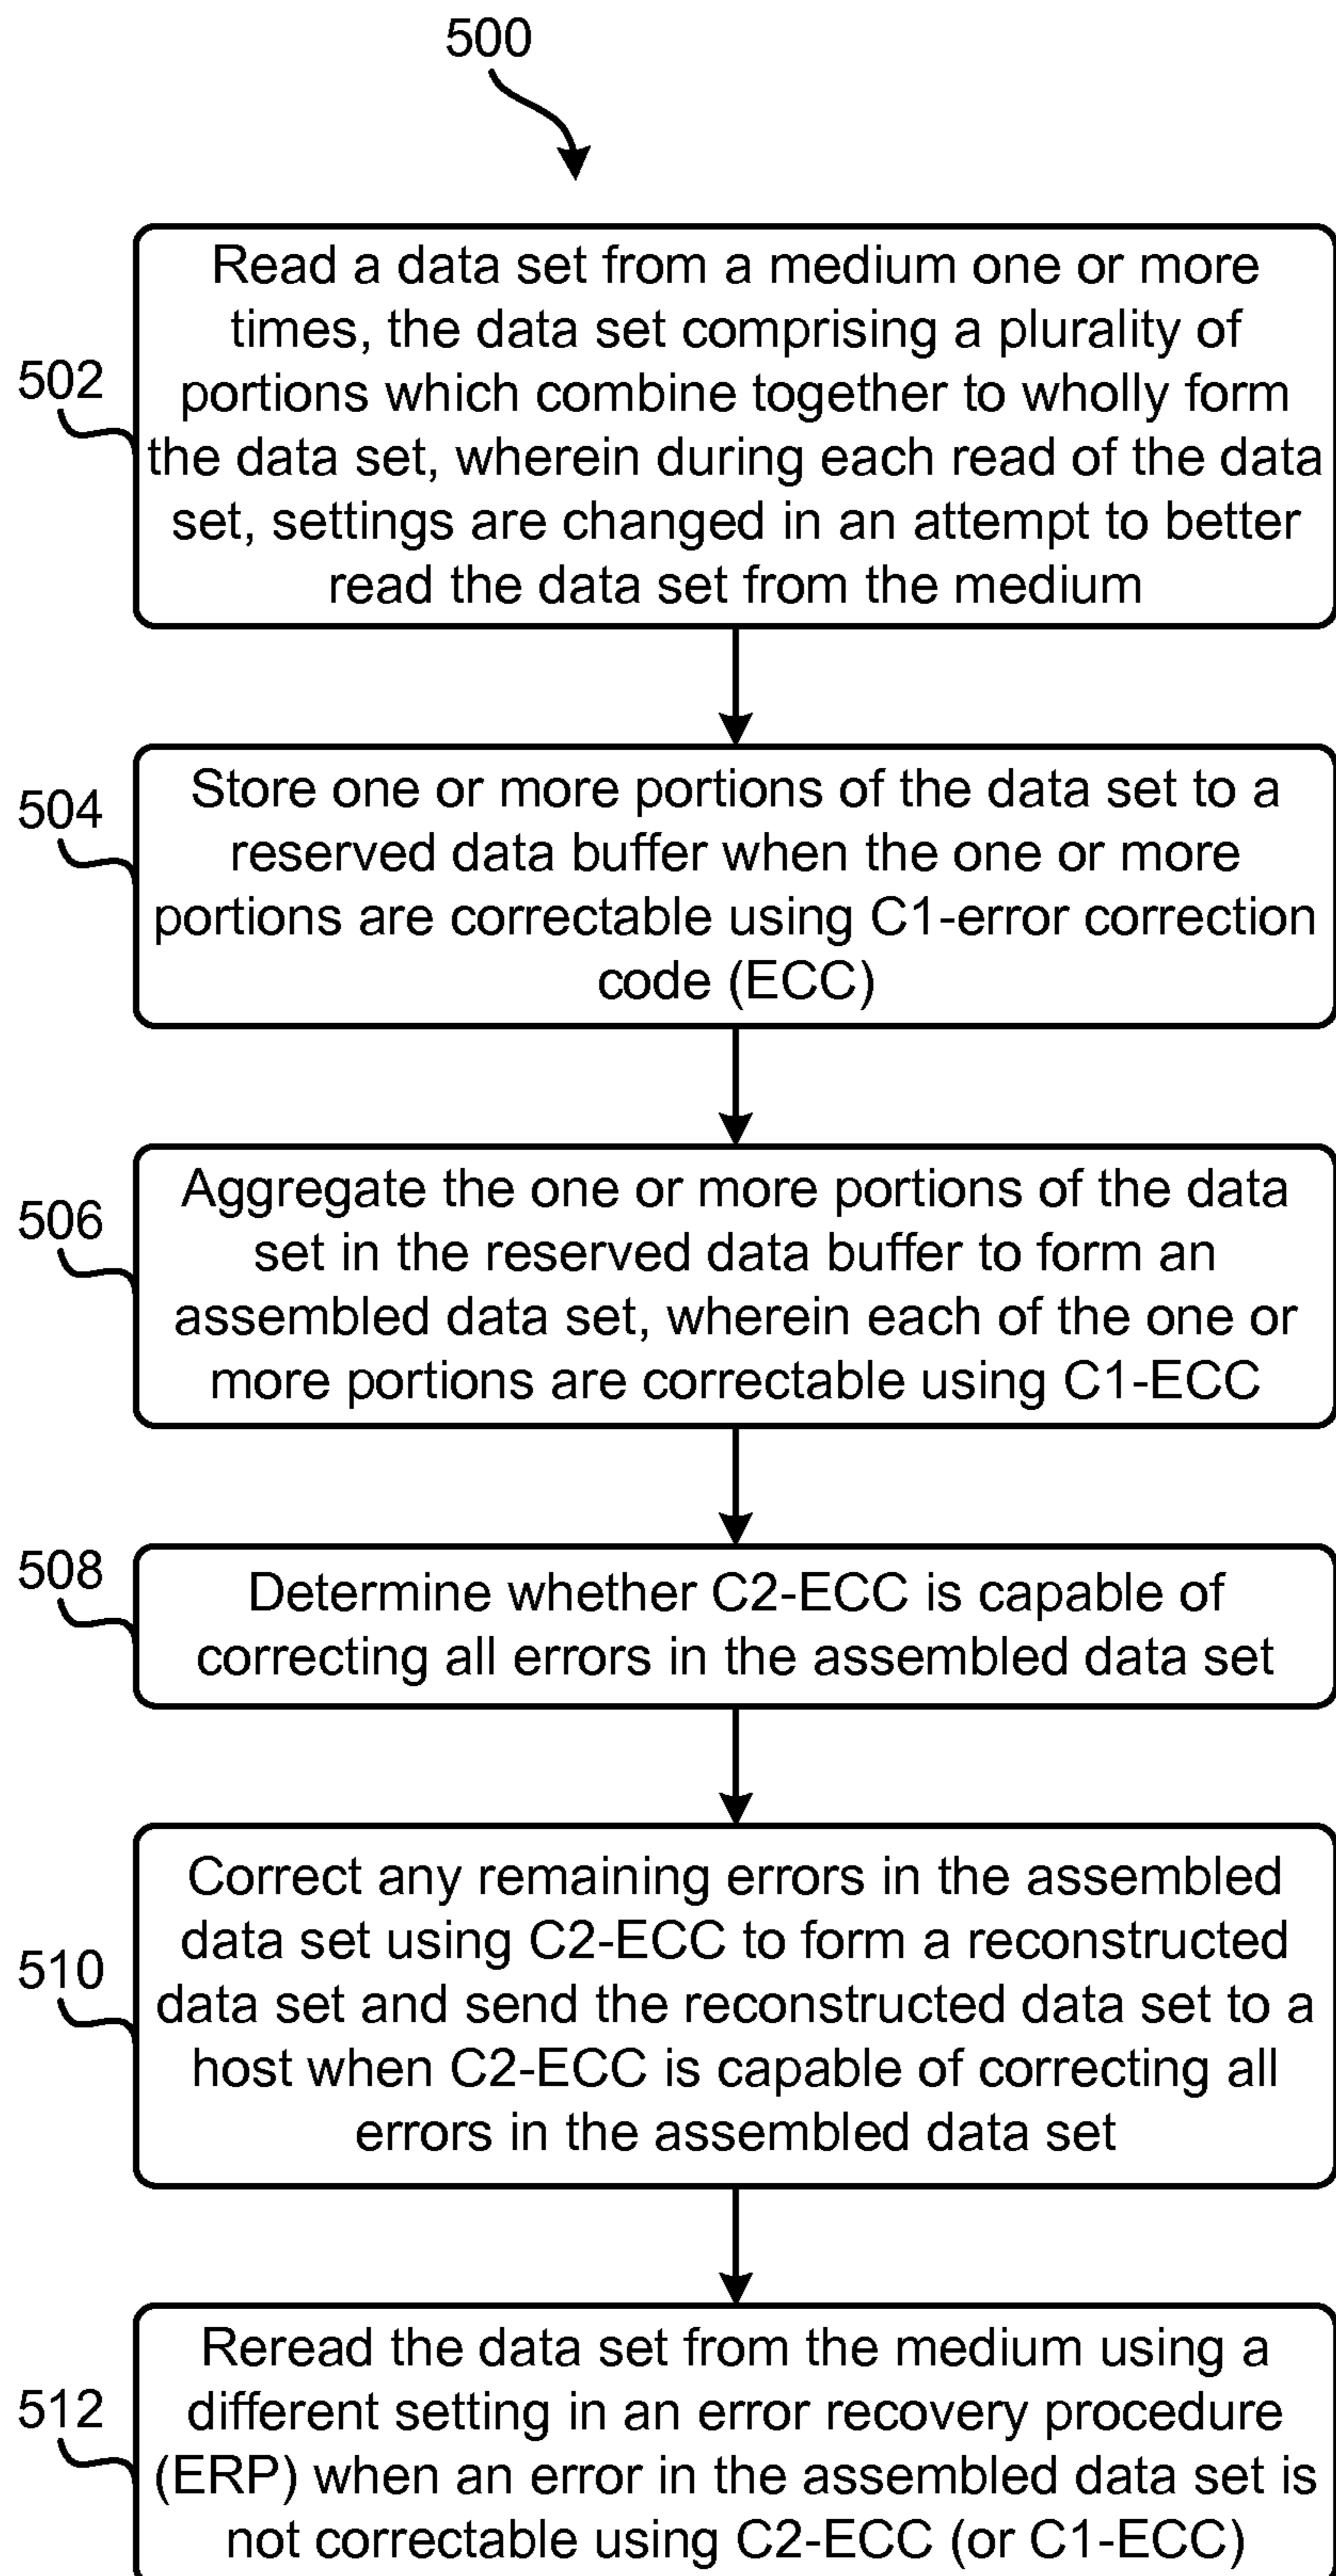 500
502
Read a data set from a medium one or more
times, the data set comprising a plurality of
portions which combine together to wholly form
the data set, wherein during each read of the data
set, settings are changed in an attempt to better
read the data set from the medium
504
Store one or more portions of the data set to a
reserved data buffer when the one or more
portions are correctable using C1-error correction
code (ECC)
506
Aggregate the one or more portions of the data
set in the reserved data buffer to form an
assembled data set, wherein each of the one or
more portions are correctable using C1-ECC
508
Determine whether C2-ECC is capable of
correcting all errors in the assembled data set
510
Correct any remaining errors in the assembled
data set using C2-ECC to form a reconstructed
data set and send the reconstructed data set to a
host when C2-ECC is capable of correcting all
errors in the assembled data set
512
Reread the data set from the medium using a
different setting in an error recovery procedure
(ERP) when an error in the assembled data set is
not correctable using C2-ECC (or C1-ECC)